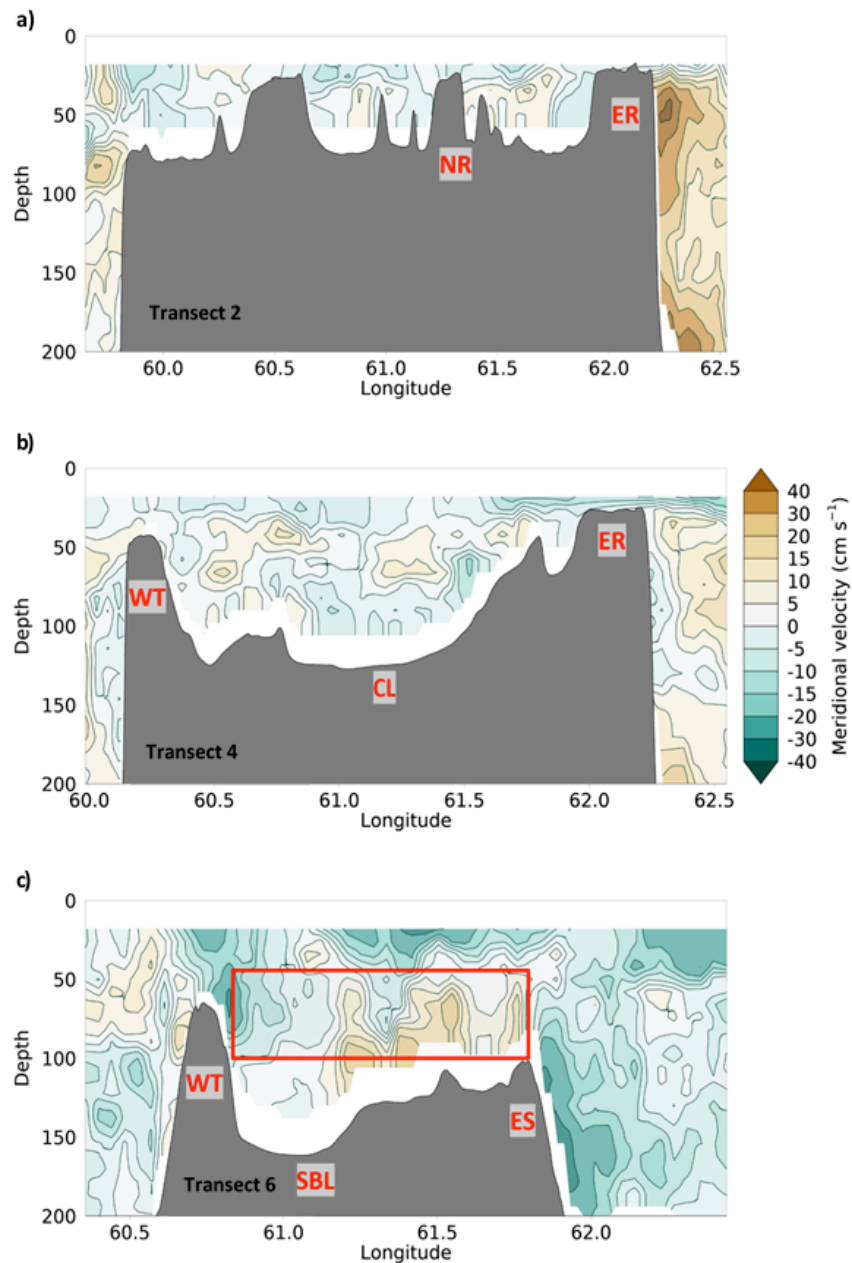 a)
0
50
100
150
200
Depth
ER
NR
Transect 2
60.0 60.5 61.0 61.5 62.0 62.5
Longitude
b)
0
50
100
150
200
Depth
WT
ER
CL
Transect 4
60.0 60.5 61.0 61.5 62.0 62.5
Longitude
40
30
20
15
10
5
0
-5
-10
-15
-20
-30
-40
Meridional velocity (cm s⁻¹)
c)
0
50
100
150
200
Depth
WT
ES
SBL
Transect 6
60.5 61.0 61.5 62.0
Longitude